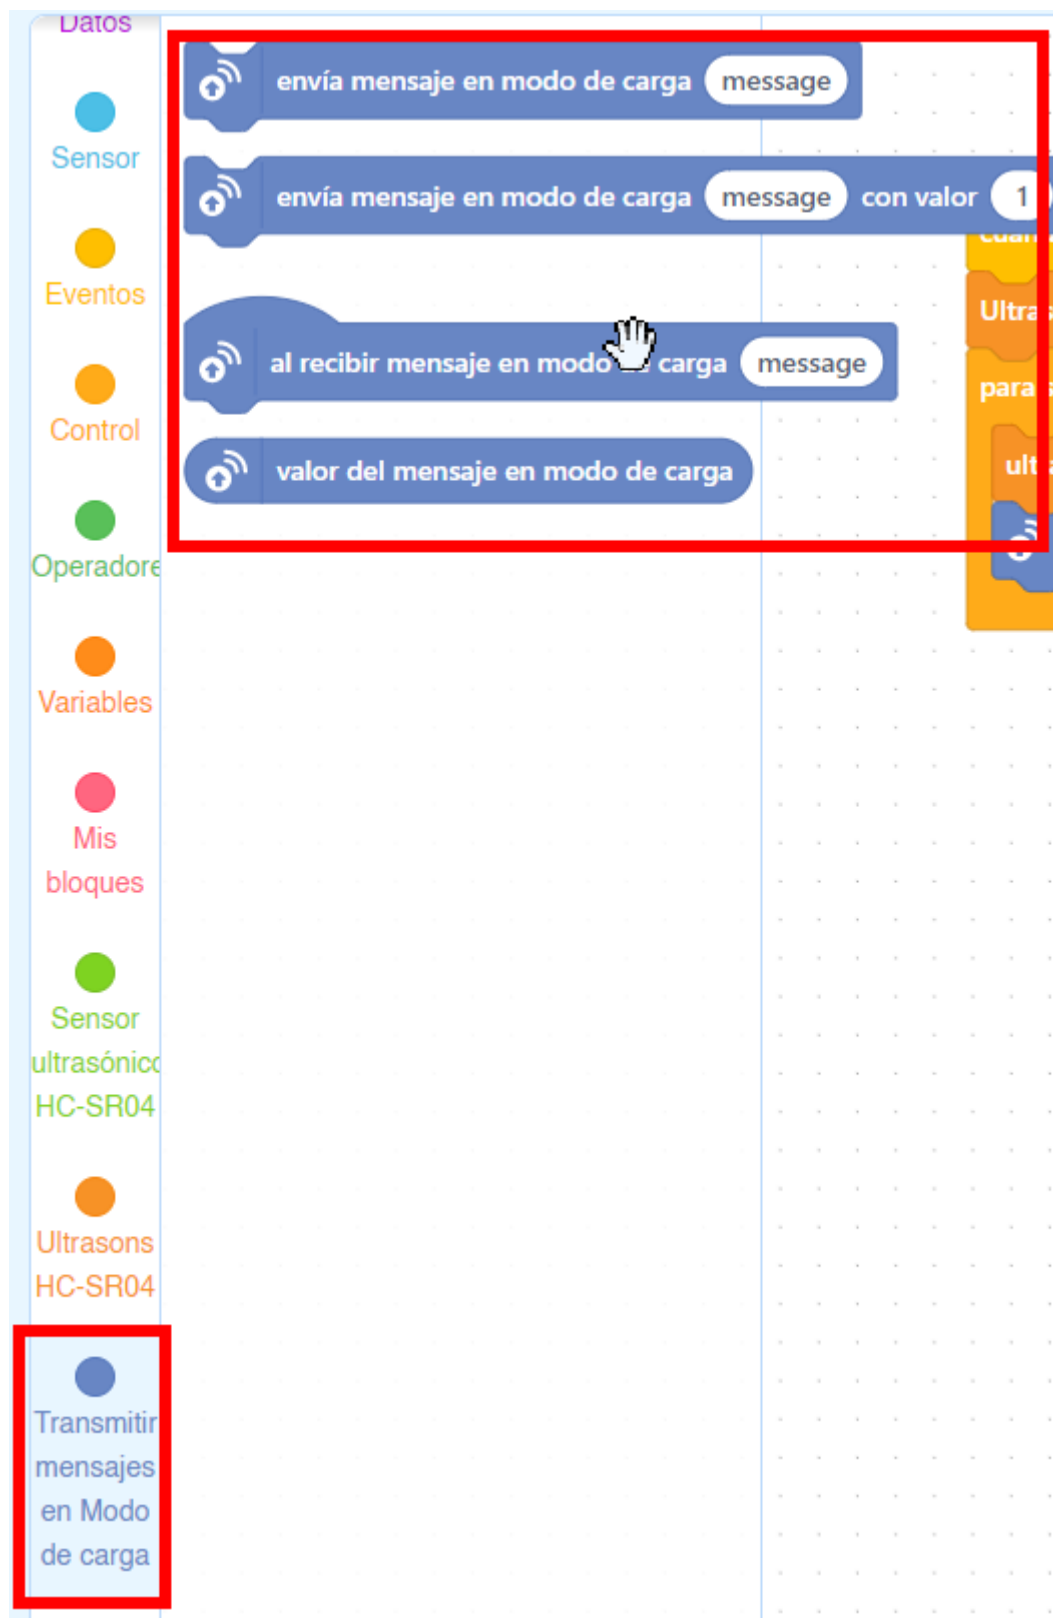 Datos
Sensor
Eventos
Control
Operadore
Variables
Mis
bloques
Sensor
ultrasónico
HC-SR04
Ultrasons
HC-SR04
Transmitir
mensajes
en Modo
de carga
envía mensaje en modo de carga message
envía mensaje en modo de carga message con valor 1
al recibir mensaje en modo carga message
valor del mensaje en modo de carga
Ultras
para
ult